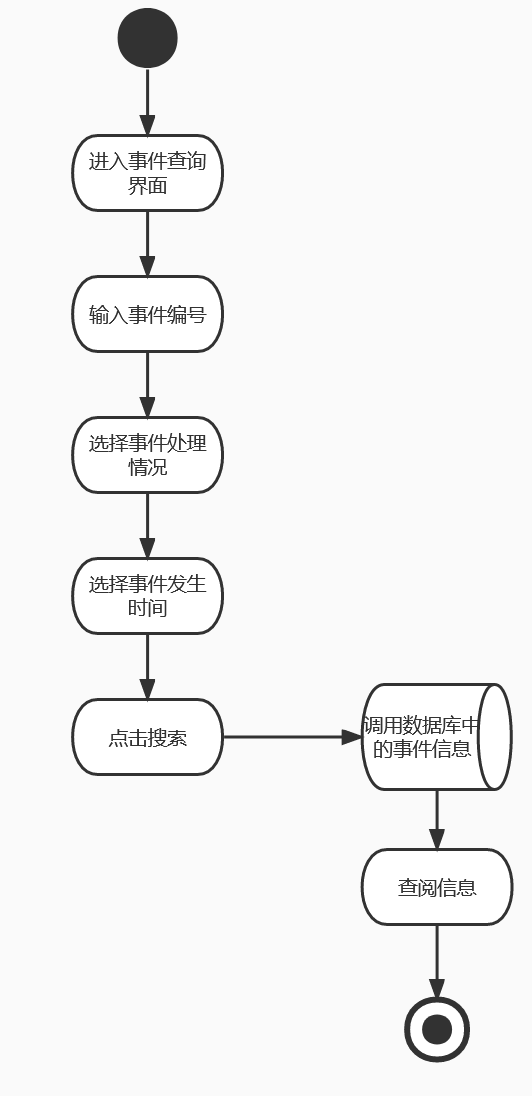 进入事件查询
界面
输入事件编号
选择事件处理
情况
选择事件发生
时间
点击搜索
调用数据库中
的事件信息
查阅信息